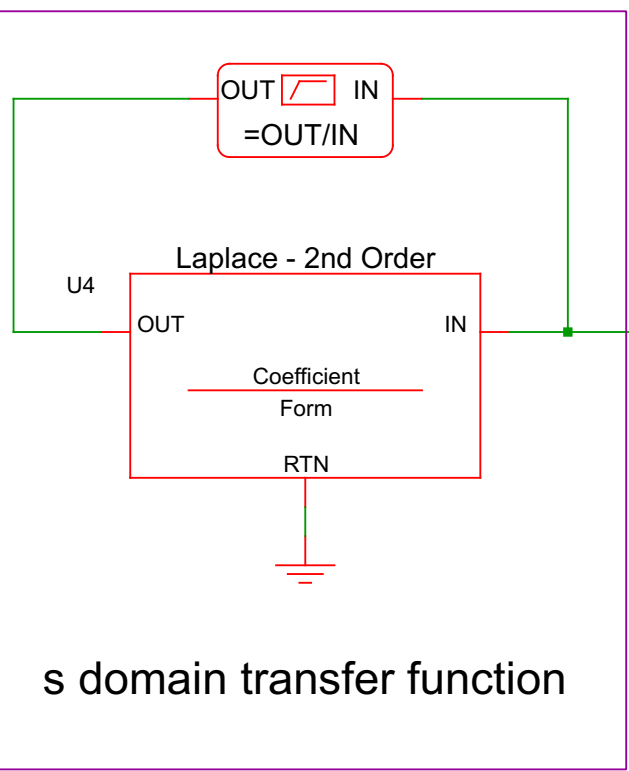 OUT IN
=OUT/IN
Laplace - 2nd Order
U4
OUT IN
Coefficient
Form
RTN
s domain transfer function